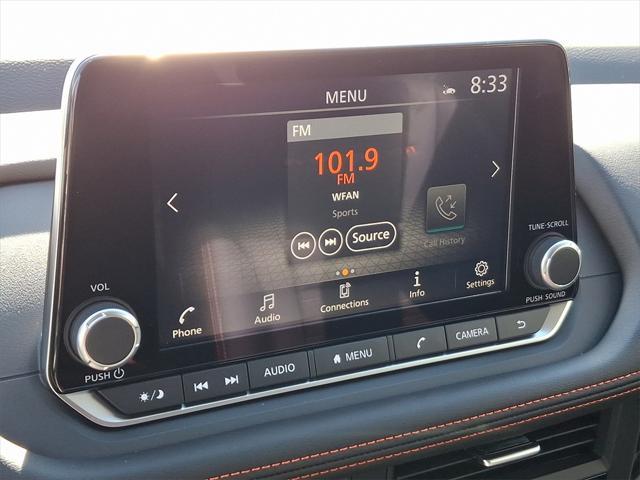 MENU
8:33
FM
101.9
FM
WFAN
Sports
Source
Call History
Phone
Audio
Connections
Info
Settings
VOL
PUSH
TUNE·SCROLL
PUSH SOUND
AUDIO
MENU
CAMERA